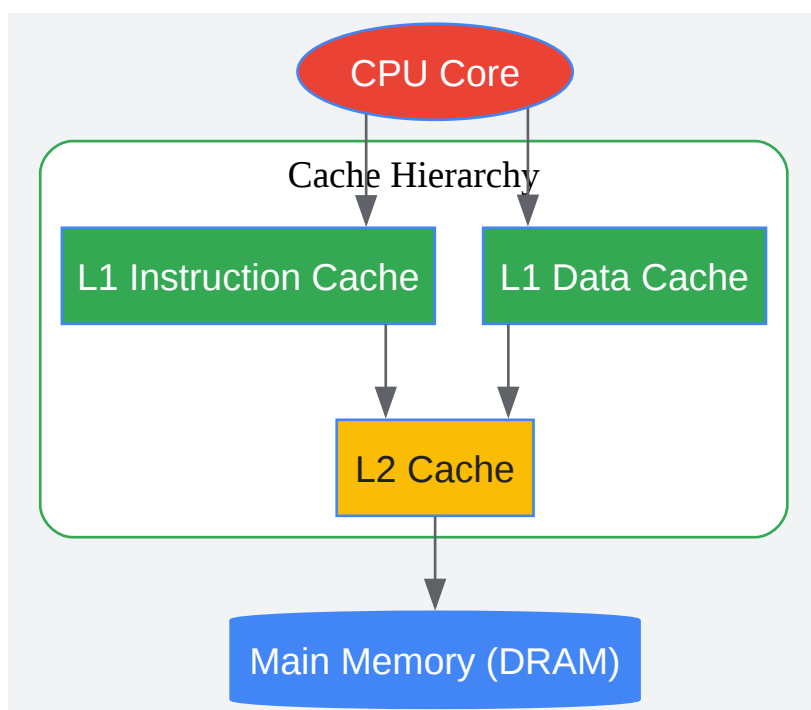 CPU Core
Cache Hierarchy
L1 Instruction Cache
L1 Data Cache
L2 Cache
Main Memory (DRAM)